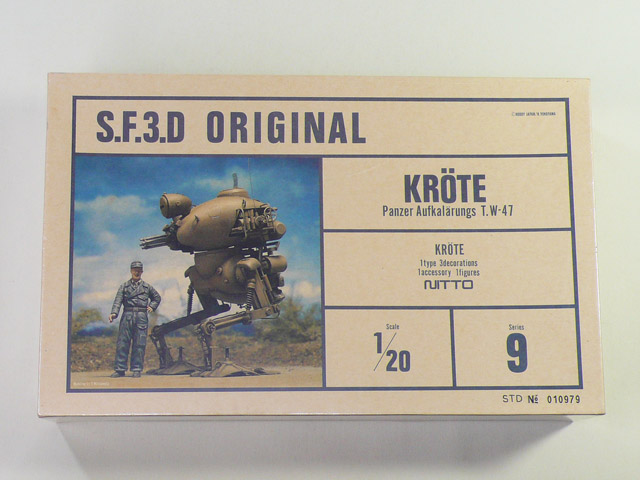 S.F.3.D ORIGINAL
KRÖTE
Panzer Aufkalärungs T.W-47
KRÖTE
1type 3decorations
1accessory 1figures
NITTO
Scale
1/20
Series
9
STD № 010979